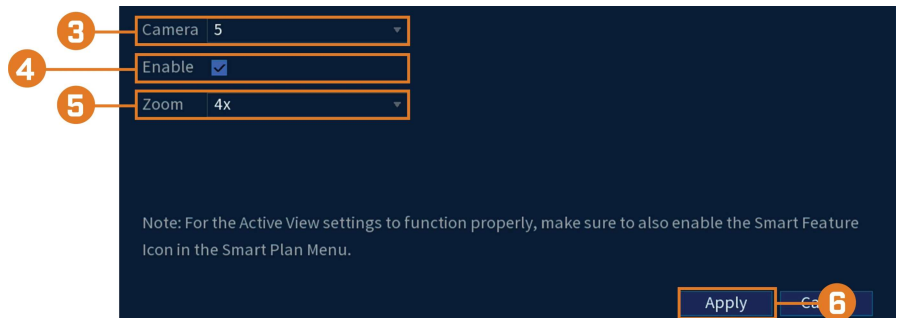 3 Camera 5
4 Enable
5 Zoom 4x
Note: For the Active View settings to function properly, make sure to also enable the Smart Feature
Icon in the Smart Plan Menu.
Apply 6